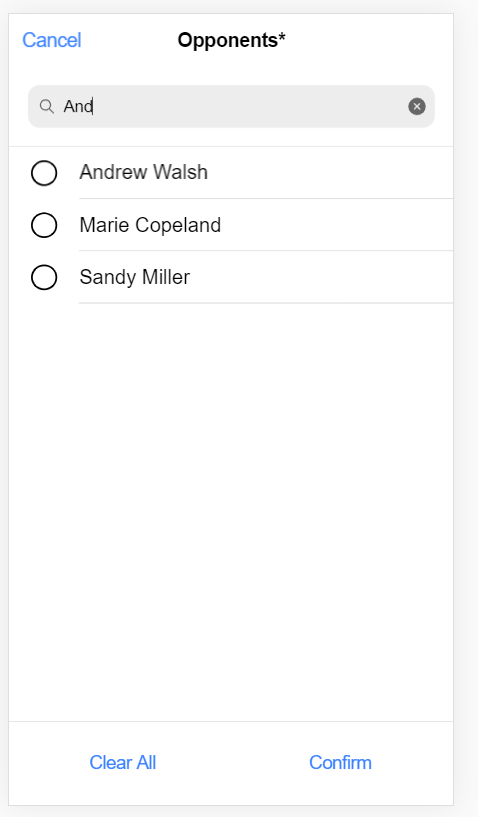 Cancel Opponents*
And
Andrew Walsh
Marie Copeland
Sandy Miller
Clear All Confirm